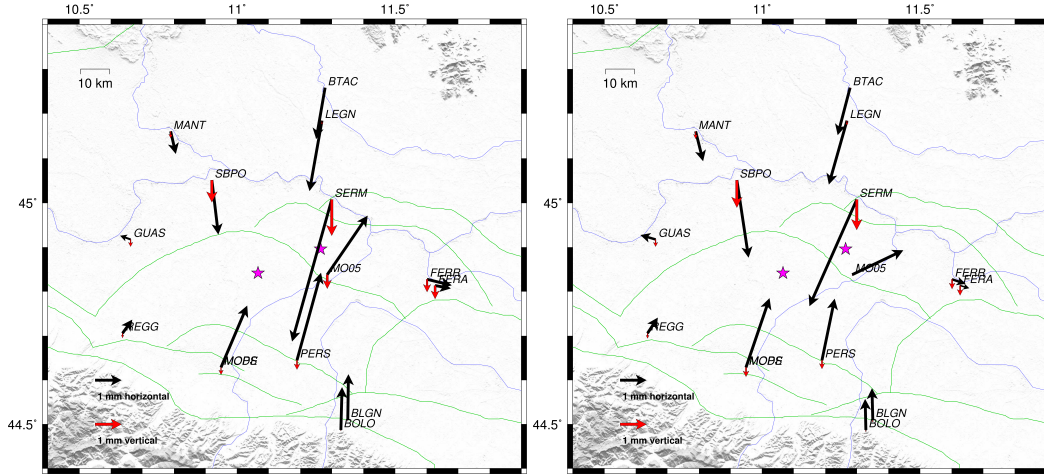 10.5˚ 11˚ 11.5˚ 10.5˚ 11˚ 11.5˚
10 km 10 km
BTAC BTAC
LEGN LEGN
MANT MANT
SBPO SBPO
45˚ SERM 45˚ SERM
GUAS GUAS
MO05 MO05
FERR FERR
FERA FERA
REGG REGG
PERS PERS
1 mm horizontal 1 mm horizontal
BLGN BLGN
44.5˚ BOLO 44.5˚ BOLO
1 mm vertical 1 mm vertical